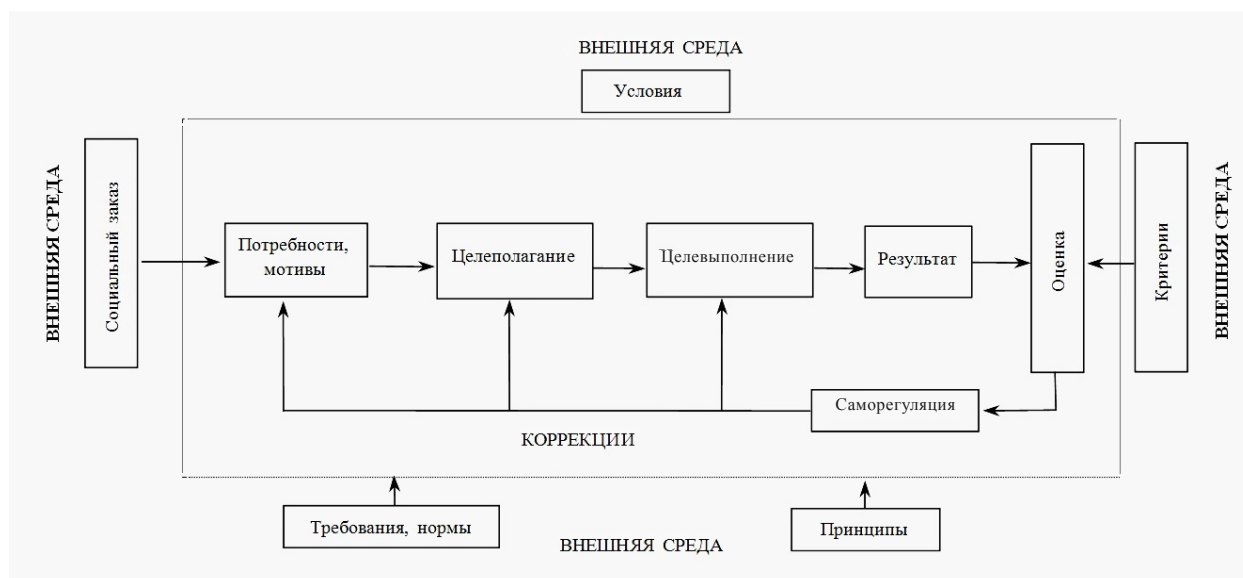 ВНЕШНЯЯ СРЕДА
Условия
ВНЕШНЯЯ СРЕДА
Социальный заказ
Потребности,
мотивы
Целеполагание
Целевыполнение
Результат
Оценка
Критерии
ВНЕШНЯЯ СРЕДА
Саморегуляция
КОРРЕКЦИИ
Требования, нормы
Принципы
ВНЕШНЯЯ СРЕДА